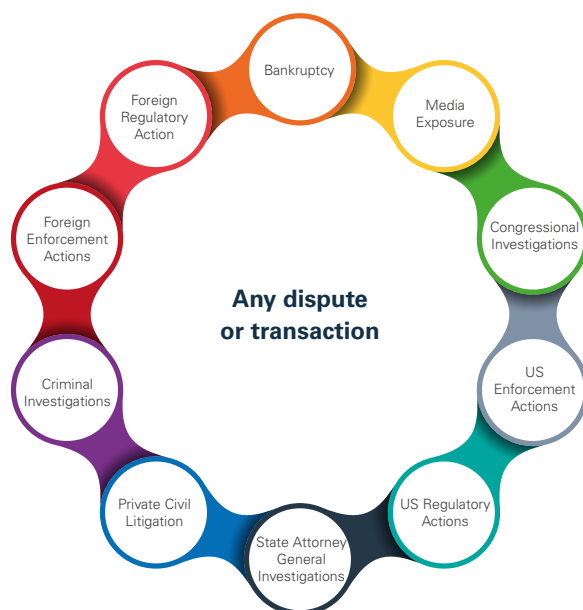 Bankruptcy
Media
Exposure
Congressional
Investigations
US
Enforcement
Actions
US Regulatory
Actions
State Attorney
General
Investigations
Private Civil
Litigation
Criminal
Investigations
Foreign
Enforcement
Actions
Foreign
Regulatory
Action
Any dispute
or transaction